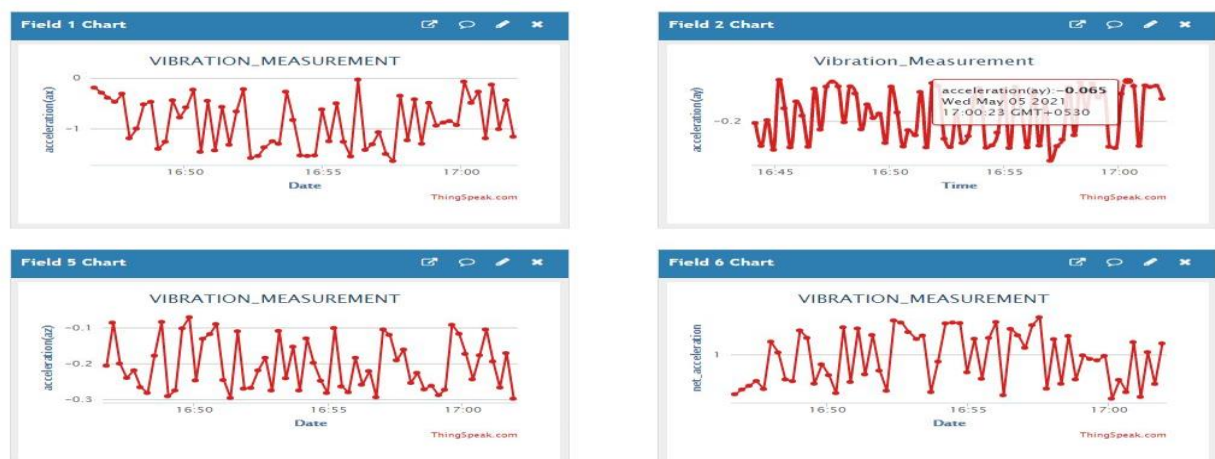 Field 1 Chart
VIBRATION_MEASUREMENT
acceleration(ax)
0
-1
16:50
16:55
17:00
Date
ThingSpeak.com
Field 2 Chart
Vibration_Measurement
acceleration(ay)
-0.2
acceleration(ay):-0.065
Wed May 05 2021
17:00:23 GMT+0530
16:45
16:50
16:55
17:00
Time
ThingSpeak.com
Field 5 Chart
VIBRATION_MEASUREMENT
acceleration(az)
-0.1
-0.2
-0.3
16:50
16:55
17:00
Date
ThingSpeak.com
Field 6 Chart
VIBRATION_MEASUREMENT
net_acceleration
1
16:50
16:55
17:00
Date
ThingSpeak.com